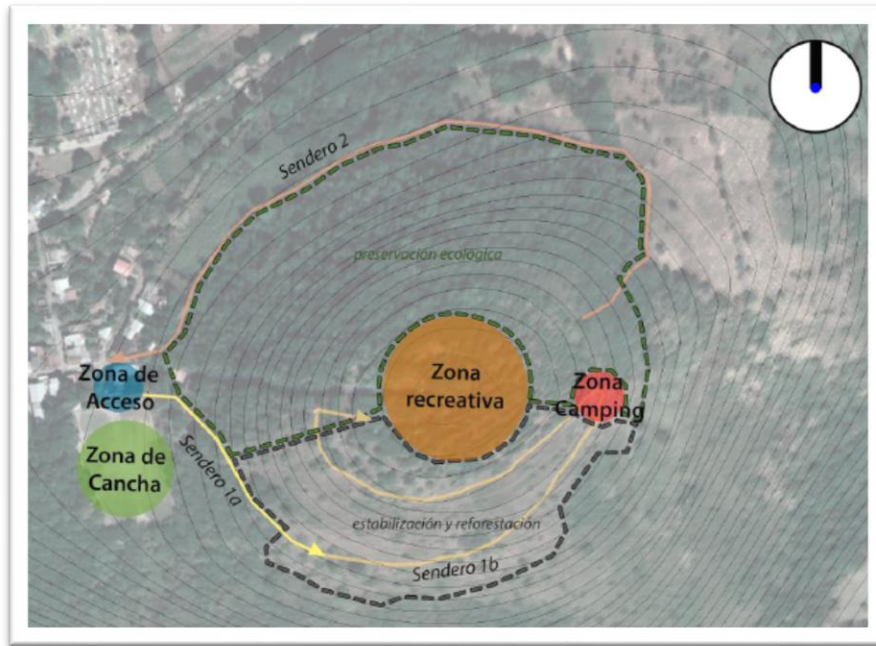 Sendero 2
preservación ecológica
Zona de
Acceso
Zona
recreativa
Zona
Camping
Zona de
Cancha
Sendero 1a
estabilización y reforestación
Sendero 1b